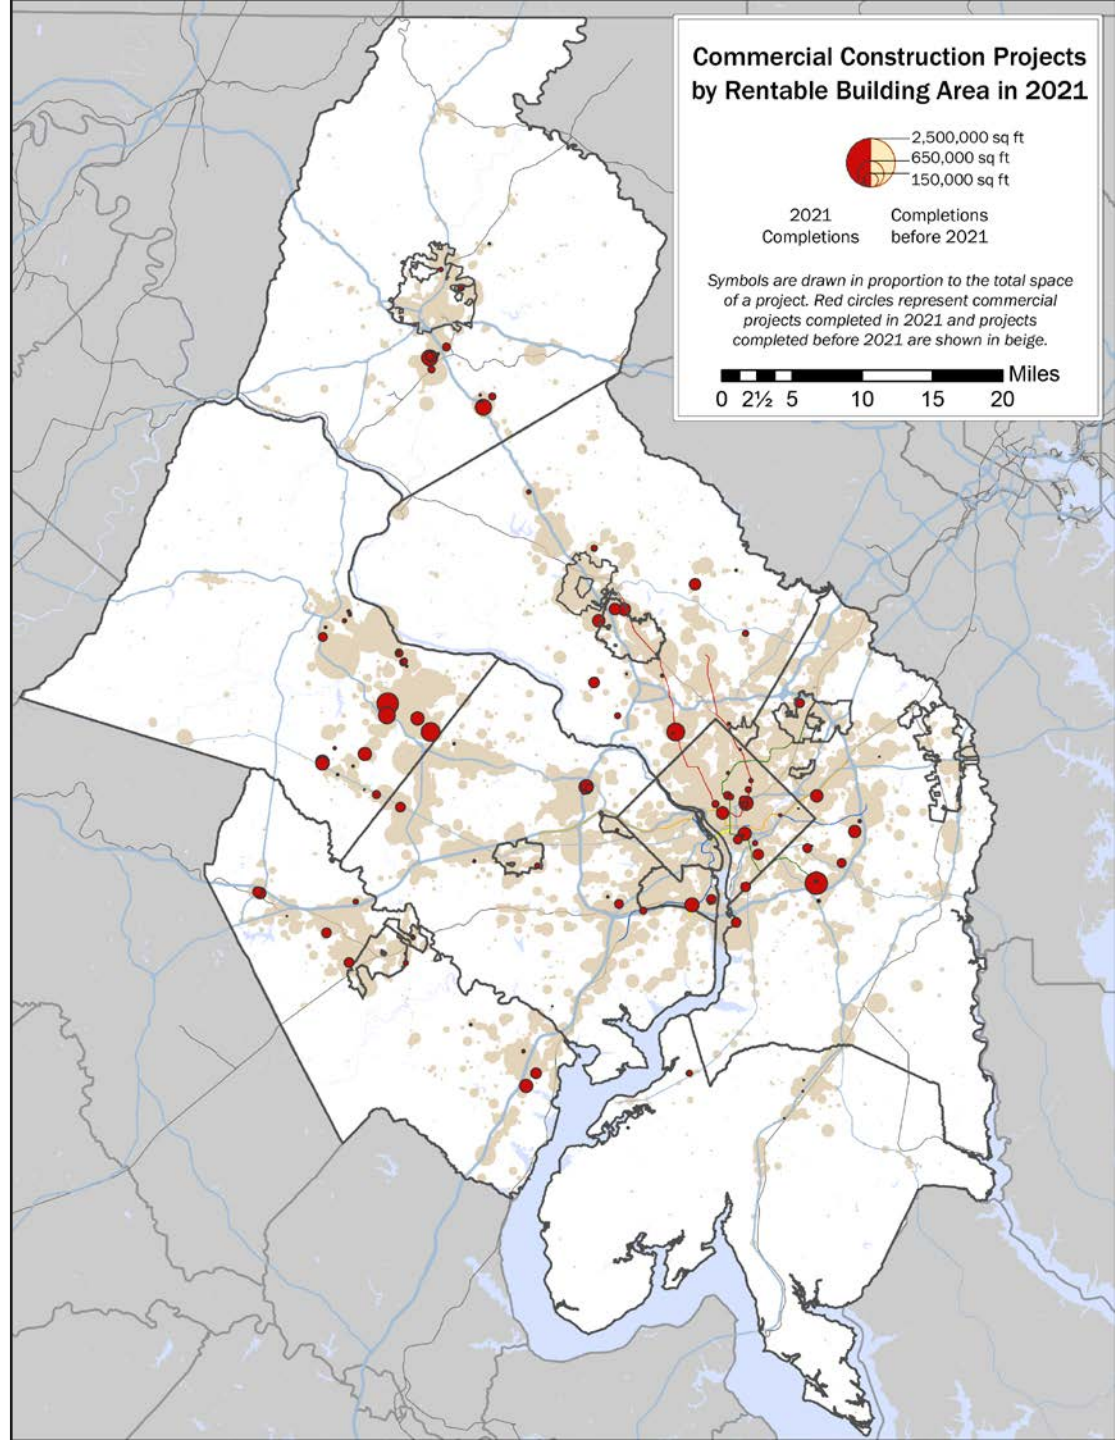 Commercial Construction Projects
by Rentable Building Area in 2021
2,500,000 sq ft
650,000 sq ft
150,000 sq ft
2021 Completions
Completions before 2021
Symbols are drawn in proportion to the total space
of a project. Red circles represent commercial
projects completed in 2021 and projects
completed before 2021 are shown in beige.
Miles
0 2½ 5 10 15 20